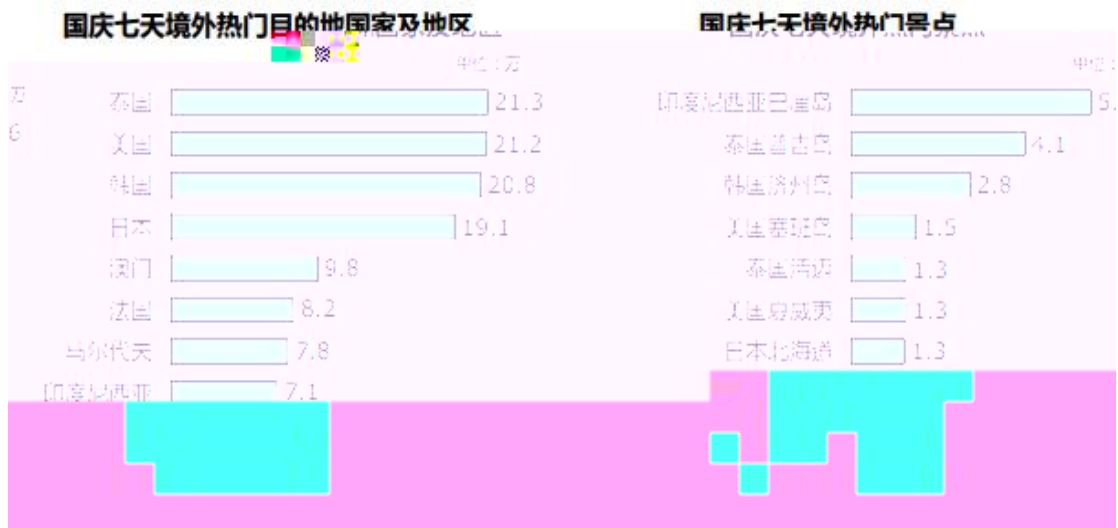 国庆七天境外热门目的地国家及地区
单位：万
泰国 21.3
美国 21.2
韩国 20.8
日本 19.1
澳门 9.8
法国 8.2
马尔代夫 7.8
印度尼西亚 7.1
万
国庆七天境外热门景点
单位：
印度尼西亚巴厘岛 5.
泰国普吉岛 4.1
韩国济州岛 2.8
美国塞班岛 1.5
泰国清迈 1.3
美国夏威夷 1.3
日本北海道 1.3